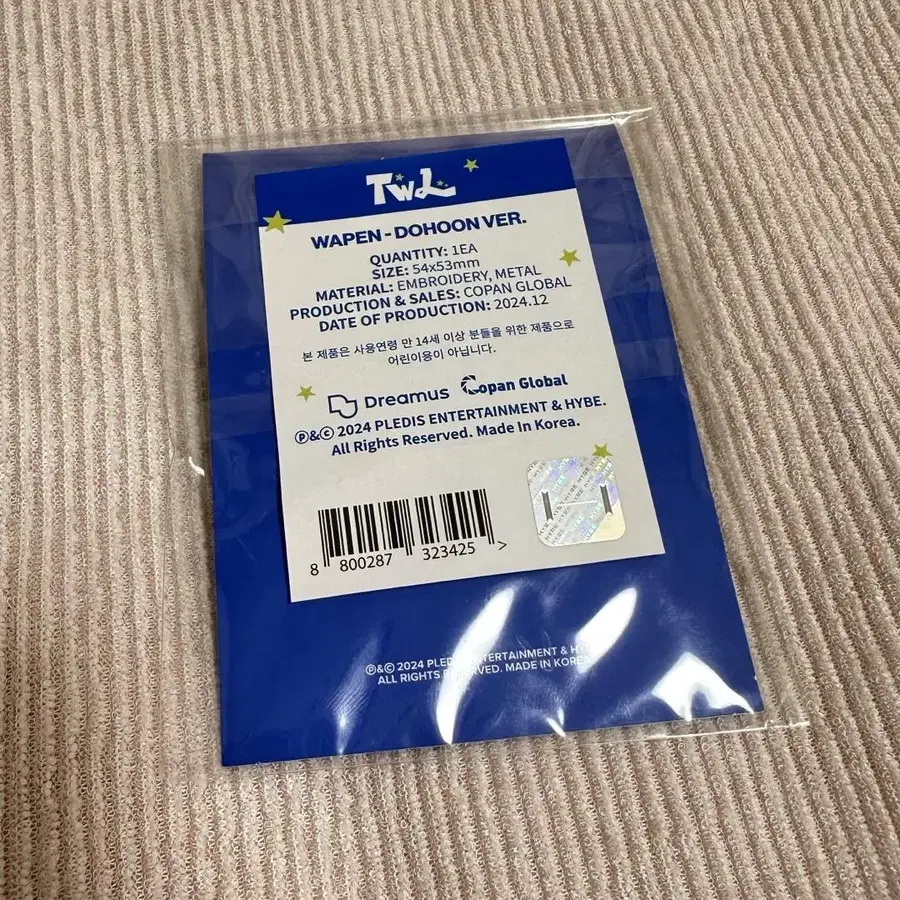 TWL
WAPEN - DOHOON VER.
QUANTITY: 1EA
SIZE: 54x53mm
MATERIAL: EMBROIDERY, METAL
PRODUCTION & SALES: COPAN GLOBAL
DATE OF PRODUCTION: 2024.12
본 제품은 사용연령 만 14세 이상 분들을 위한 제품으로
어린이용이 아닙니다.
Dreamus Copan Global
Ⓟ&Ⓒ 2024 PLEDIS ENTERTAINMENT & HYBE.
All Rights Reserved. Made In Korea.
HYBE
8 800287 323425 >
Ⓟ&Ⓒ 2024 PLEDIS ENTERTAINMENT & HYBE
ALL RIGHTS RESERVED. MADE IN KOREA